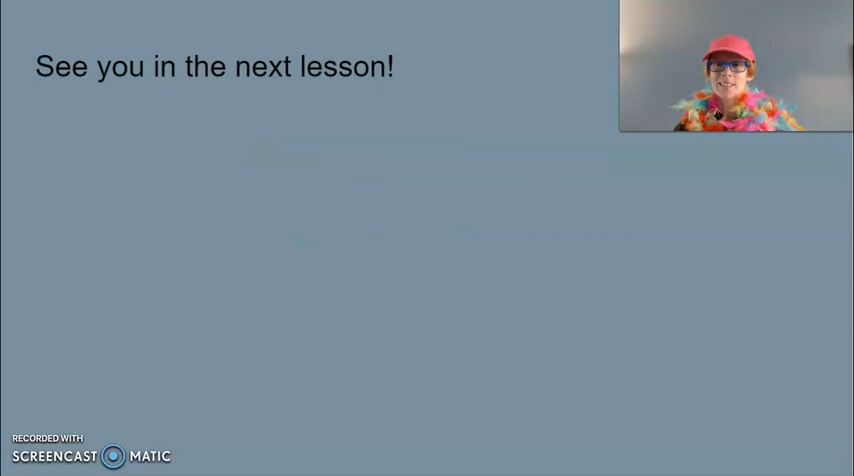 See you in the next lesson!
RECORDED WITH
SCREENCAST MATIC